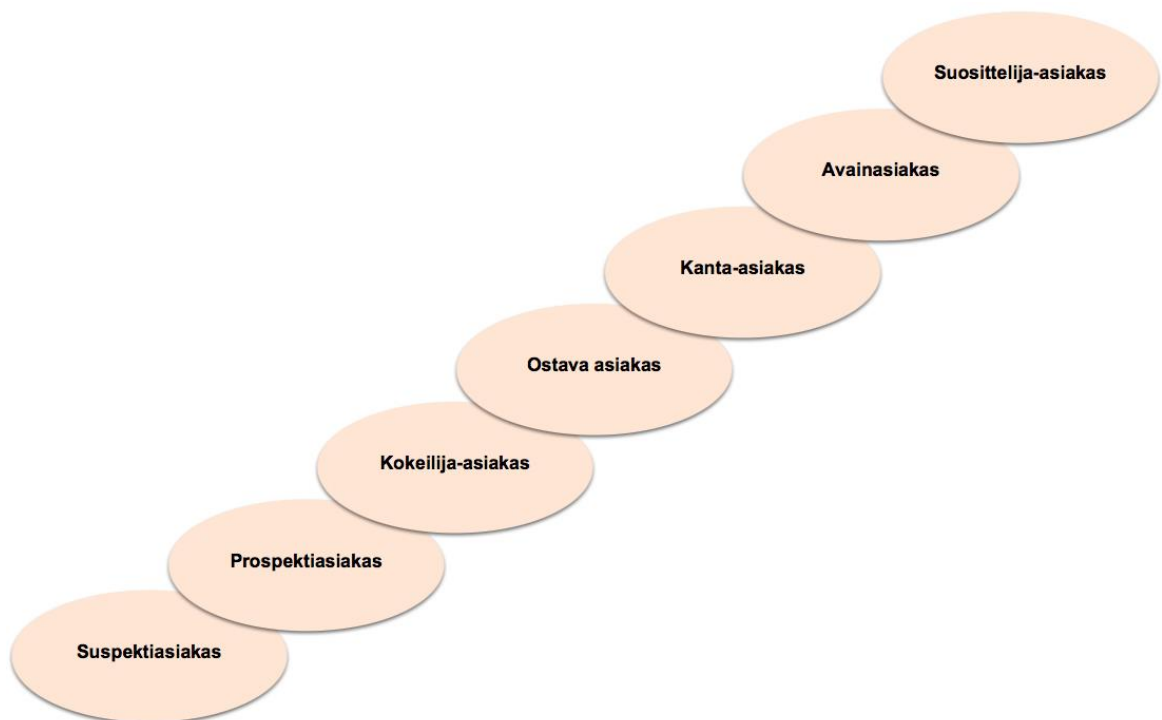 Suosittelija-asiakas
Avainasiakas
Kanta-asiakas
Ostava asiakas
Kokeilija-asiakas
Prospektiasiakas
Suspektiasiakas